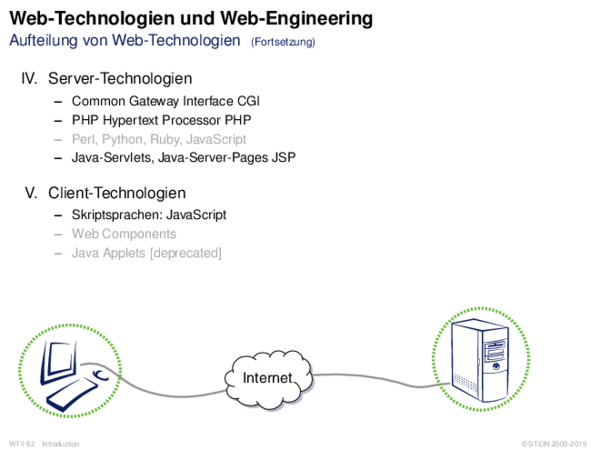 Web-Technologien und Web-Engineering
Aufteilung von Web-Technologien (Fortsetzung)
IV. Server-Technologien
– Common Gateway Interface CGI
– PHP Hypertext Processor PHP
– Perl, Python, Ruby, JavaScript
– Java-Servlets, Java-Server-Pages JSP
V. Client-Technologien
– Skriptsprachen: JavaScript
– Web Components
– Java Applets [deprecated]
Internet
WT:I-52 Introduction
© STEIN 2005-2019